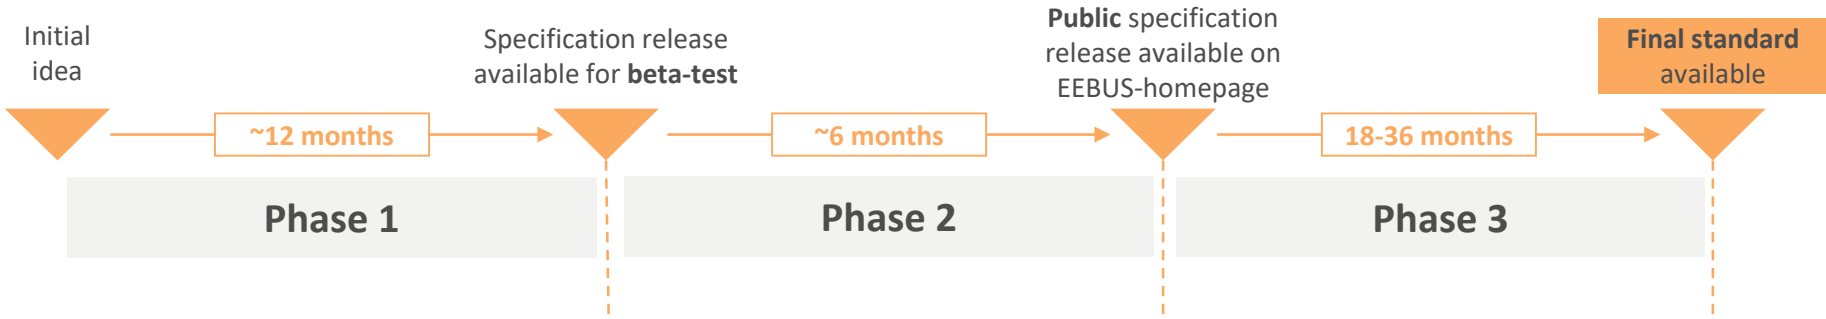 Initial
idea
Specification release
available for beta-test
Public specification
release available on
EEBUS-homepage
Final standard
available
~12 months
~6 months
18-36 months
Phase 1
Phase 2
Phase 3